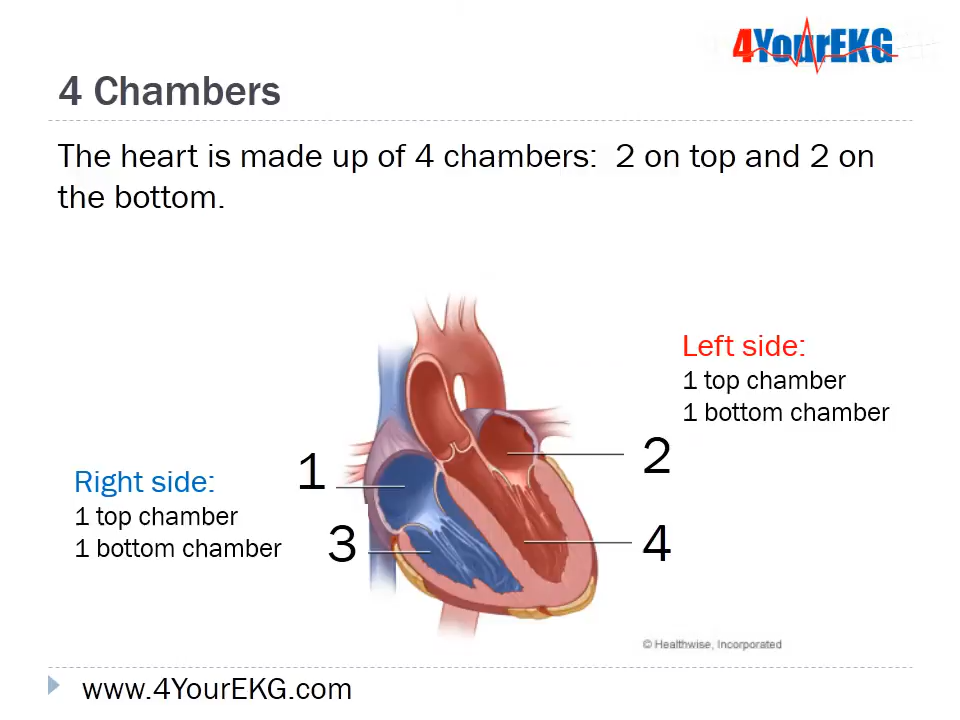 4YourEKG
4 Chambers
The heart is made up of 4 chambers:  2 on top and 2 on
the bottom.
Left side:
1 top chamber
1 bottom chamber
2
1
Right side:
1 top chamber
1 bottom chamber
3
4
© Healthwise, Incorporated
www.4YourEKG.com